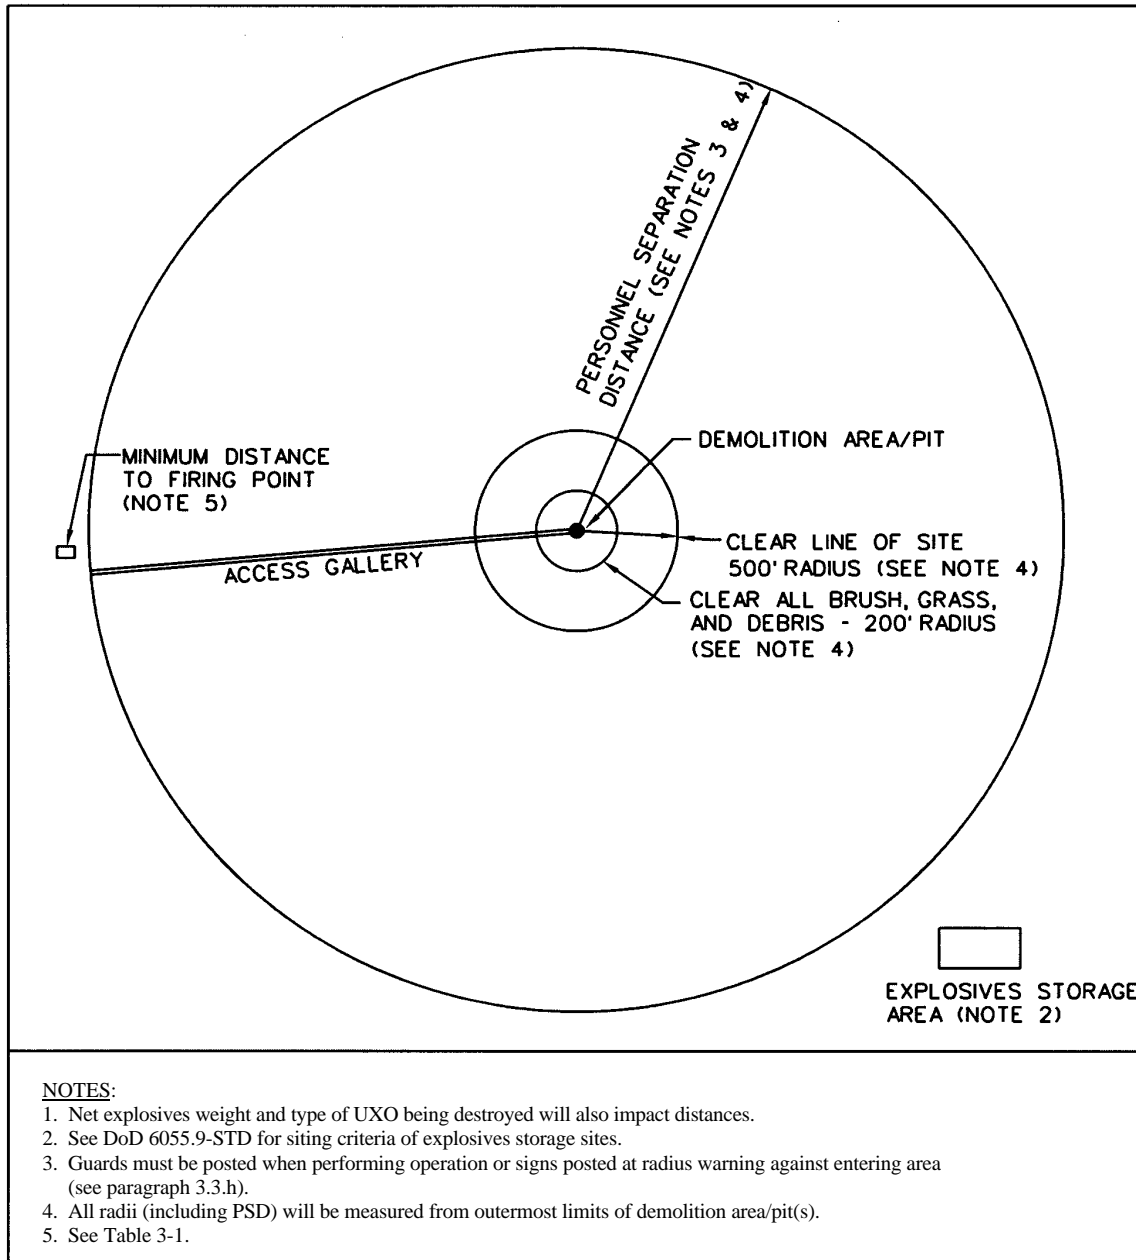 PERSONNEL SEPARATION
DISTANCE (SEE NOTES 3 & 4)
DEMOLITION AREA/PIT
MINIMUM DISTANCE
TO FIRING POINT
(NOTE 5)
ACCESS GALLERY
CLEAR LINE OF SITE
500' RADIUS (SEE NOTE 4)
CLEAR ALL BRUSH, GRASS,
AND DEBRIS - 200' RADIUS
(SEE NOTE 4)
EXPLOSIVES STORAGE
AREA (NOTE 2)
NOTES:
1. Net explosives weight and type of UXO being destroyed will also impact distances.
2. See DoD 6055.9-STD for siting criteria of explosives storage sites.
3. Guards must be posted when performing operation or signs posted at radius warning against entering area
(see paragraph 3.3.h).
4. All radii (including PSD) will be measured from outermost limits of demolition area/pit(s).
5. See Table 3-1.